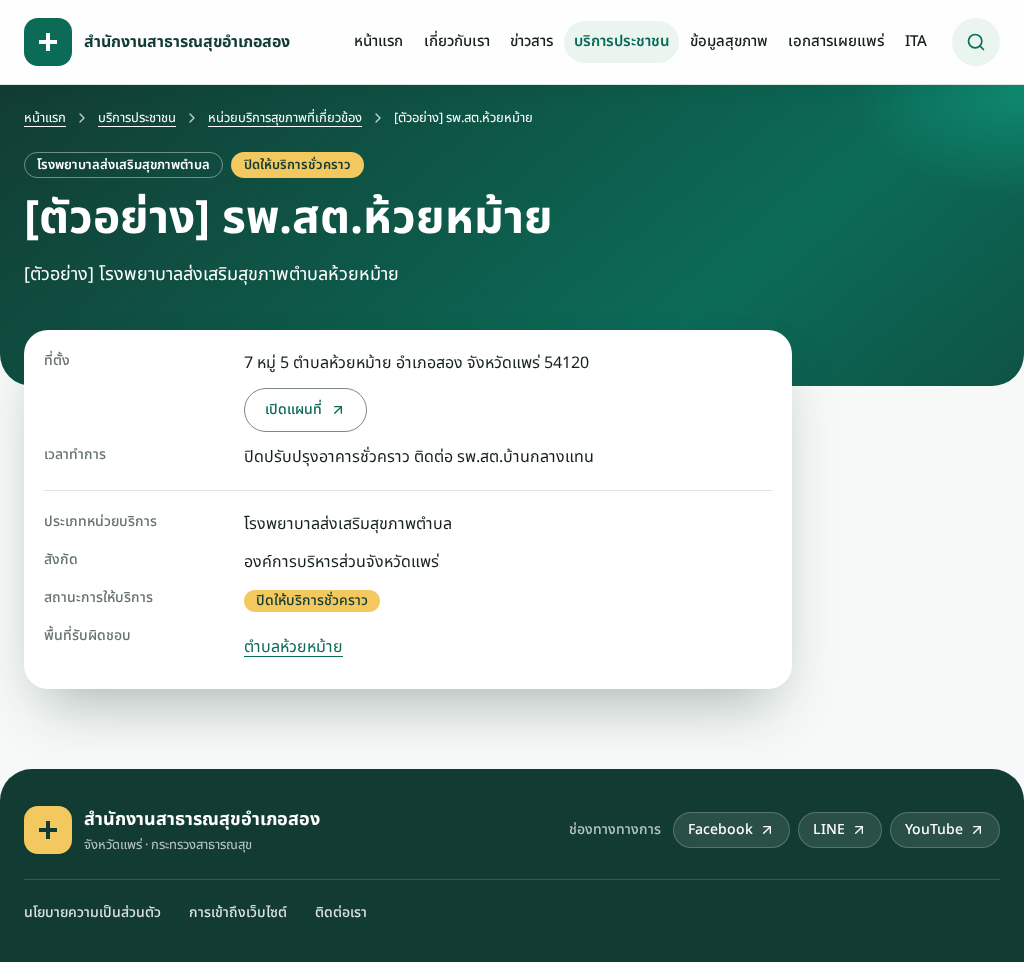 สำนักงานสาธารณสุขอำเภอสอง
หน้าแรก เกี่ยวกับเรา ข่าวสาร บริการประชาชน ข้อมูลสุขภาพ เอกสารเผยแพร่ ITA
หน้าแรก > บริการประชาชน > หน่วยบริการสุขภาพที่เกี่ยวข้อง > [ตัวอย่าง] รพ.สต.ห้วยหม้าย
โรงพยาบาลส่งเสริมสุขภาพตำบล ปิดให้บริการชั่วคราว
[ตัวอย่าง] รพ.สต.ห้วยหม้าย
[ตัวอย่าง] โรงพยาบาลส่งเสริมสุขภาพตำบลห้วยหม้าย
ที่ตั้ง 7 หมู่ 5 ตำบลห้วยหม้าย อำเภอสอง จังหวัดแพร่ 54120
เปิดแผนที่
เวลาทำการ ปิดปรับปรุงอาคารชั่วคราว ติดต่อ รพ.สต.บ้านกลางแทน
ประเภทหน่วยบริการ โรงพยาบาลส่งเสริมสุขภาพตำบล
สังกัด องค์การบริหารส่วนจังหวัดแพร่
สถานะการให้บริการ ปิดให้บริการชั่วคราว
พื้นที่รับผิดชอบ ตำบลห้วยหม้าย
สำนักงานสาธารณสุขอำเภอสอง
จังหวัดแพร่ · กระทรวงสาธารณสุข
ช่องทางทางการ Facebook LINE YouTube
นโยบายความเป็นส่วนตัว การเข้าถึงเว็บไซต์ ติดต่อเรา